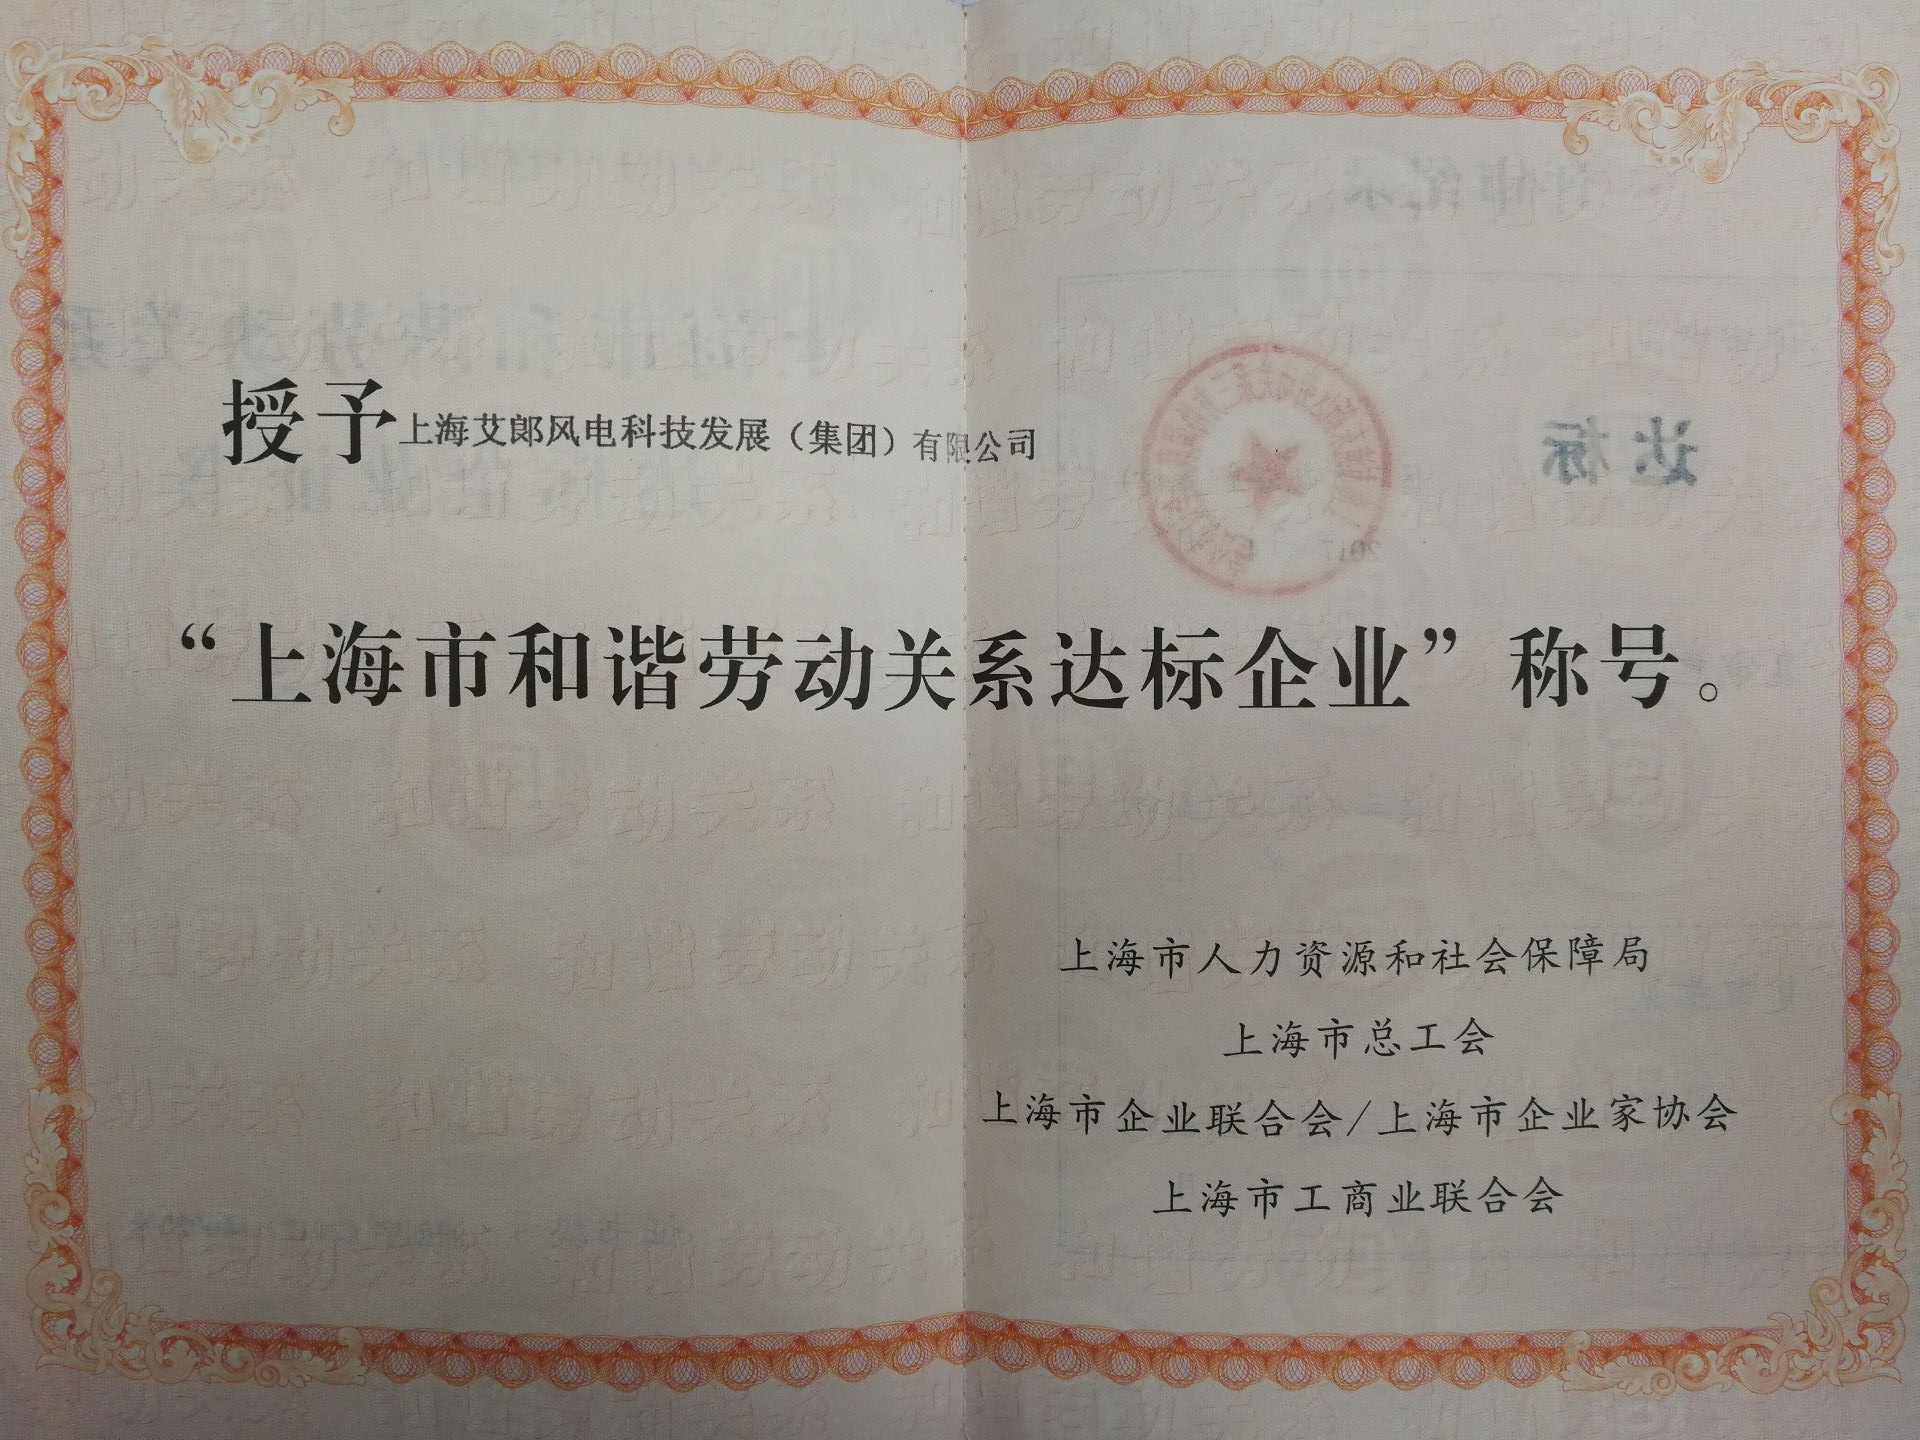 授予上海艾郎风电科技发展（集团）有限公司
“上海市和谐劳动关系达标企业”称号。
达标
2017
上海市人力资源和社会保障局
上海市总工会
上海市企业联合会/上海市企业家协会
上海市工商业联合会